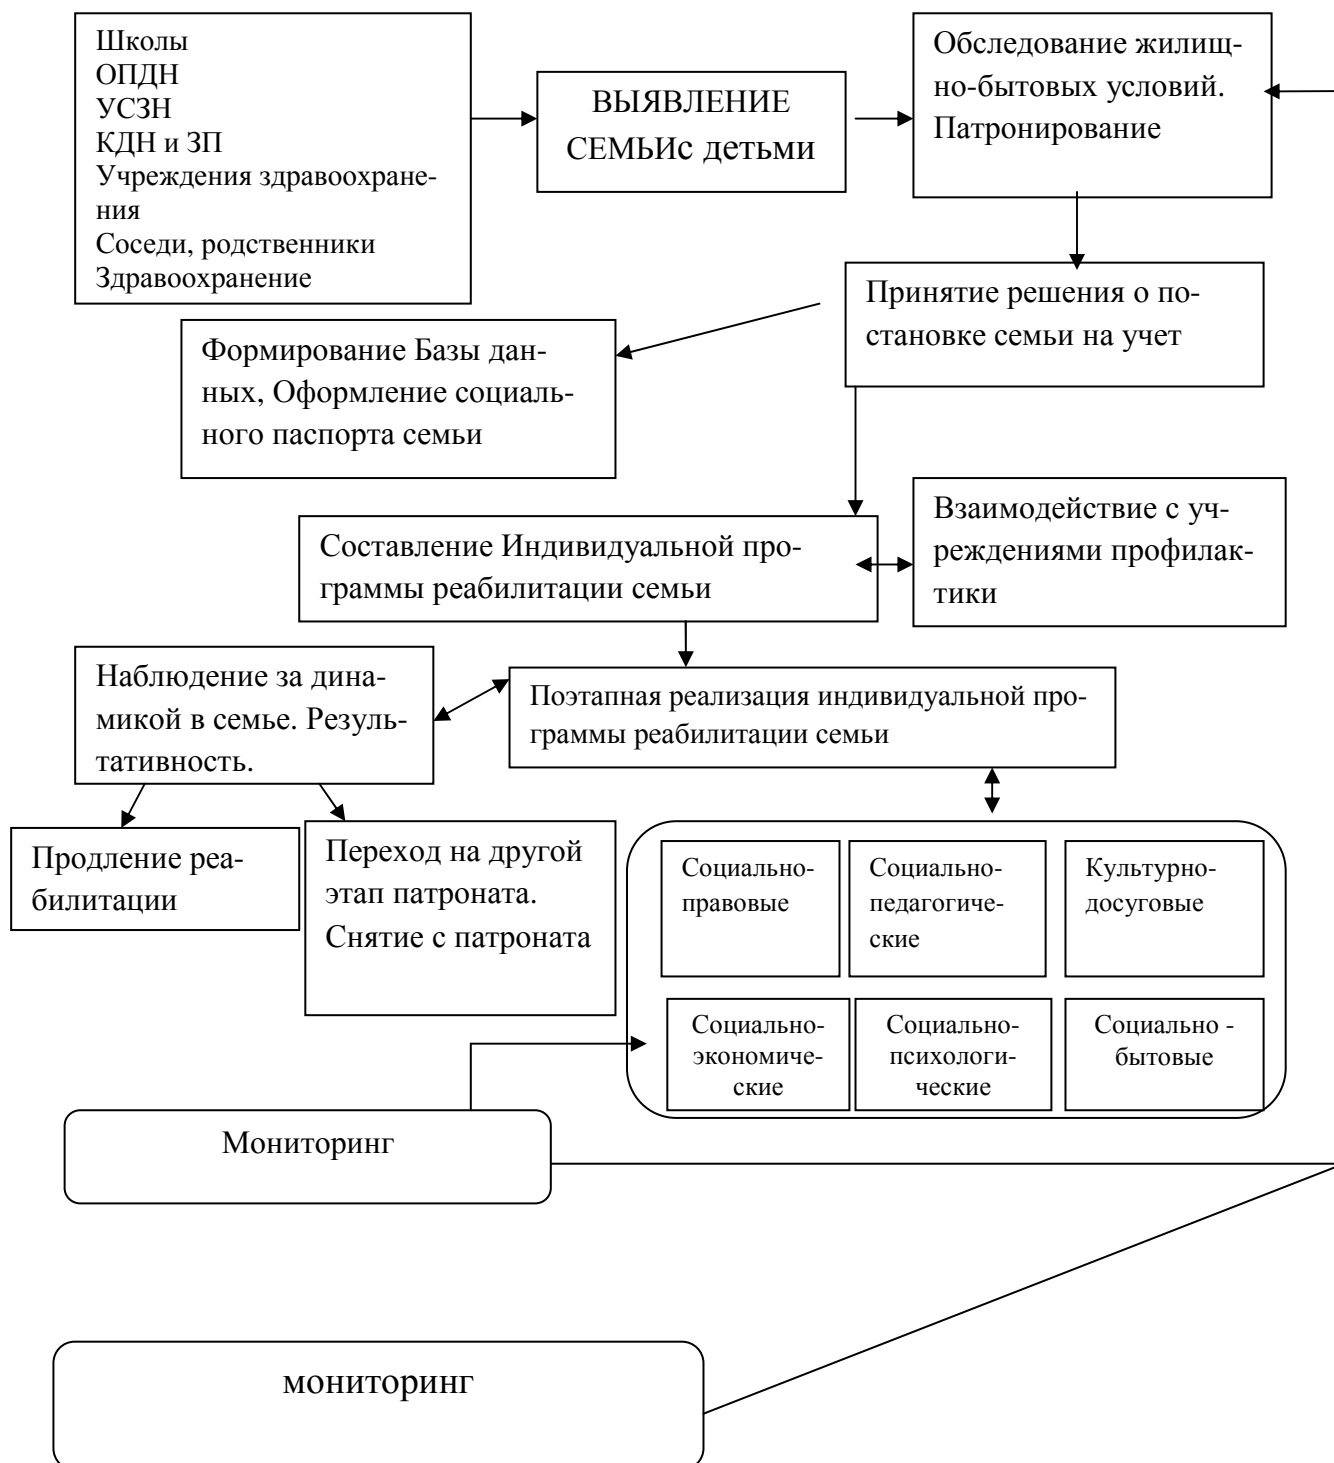 Школы
ОПДН
УСЗН
КДН и ЗП
Учреждения здравоохране-
ния
Соседи, родственники
Здравоохранение
ВЫЯВЛЕНИЕ
СЕМЬИс детьми
Обследование жилищ-
но-бытовых условий.
Патронирование
Принятие решения о по-
становке семьи на учет
Формирование Базы дан-
ных, Оформление социаль-
ного паспорта семьи
Взаимодействие с уч-
реждениями профилак-
тики
Составление Индивидуальной про-
граммы реабилитации семьи
Наблюдение за дина-
микой в семье. Резуль-
тативность.
Поэтапная реализация индивидуальной про-
граммы реабилитации семьи
Продление реа-
билитации
Переход на другой
этап патроната.
Снятие с патроната
Социально-
правовые
Социально-
педагогиче-
ские
Культурно-
досуговые
Социально-
экономиче-
ские
Социально-
психологи-
ческие
Социально -
бытовые
Мониторинг
мониторинг